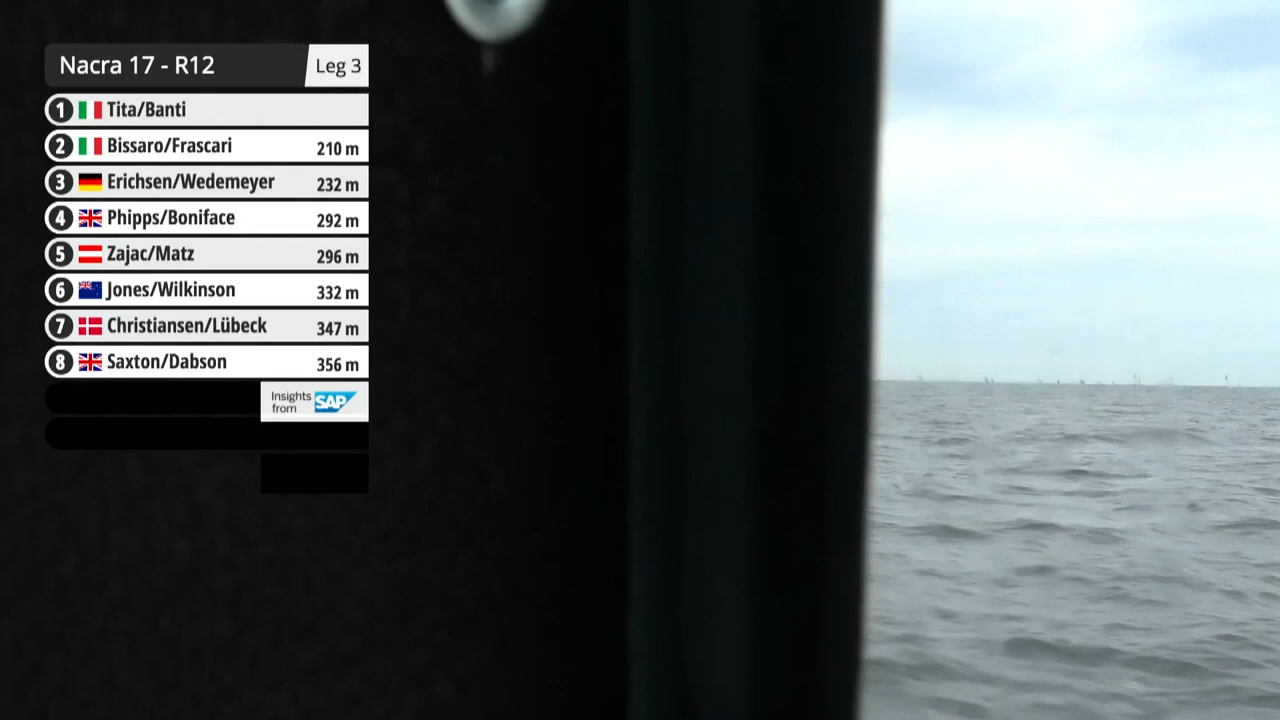 Nacra 17 - R12 Leg 3
1 Tita/Banti
2 Bissaro/Frascari 210 m
3 Erichsen/Wedemeyer 232 m
4 Phipps/Boniface 292 m
5 Zajac/Matz 296 m
6 Jones/Wilkinson 332 m
7 Christiansen/Lübeck 347 m
8 Saxton/Dabson 356 m
Insights
from SAP